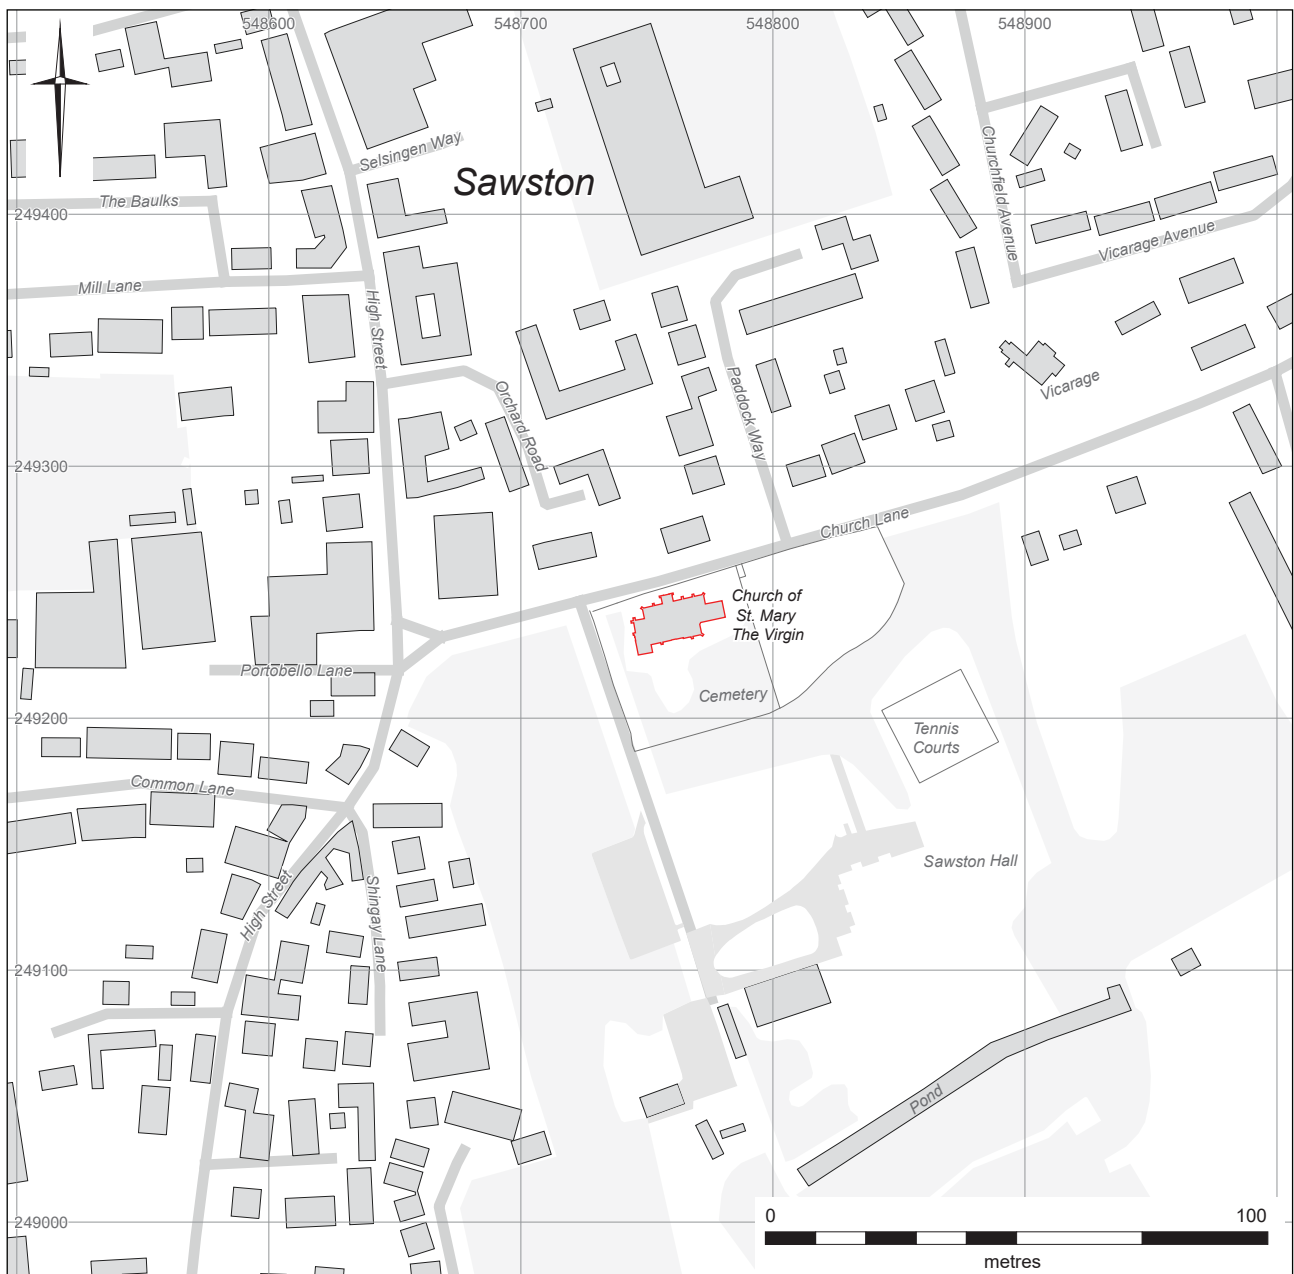 548600
548700
548800
548900
Selsingen Way
Sawston
Churchfield Avenue
The Baulks
249400
Vicarage Avenue
Mill Lane
High Street
Orchard Road
Paddock Way
Vicarage
249300
Church Lane
Church of
St. Mary
The Virgin
Portobello Lane
Cemetery
249200
Tennis
Courts
Common Lane
Sawston Hall
High Street
Shingay Lane
249100
Pond
249000
0 100
metres